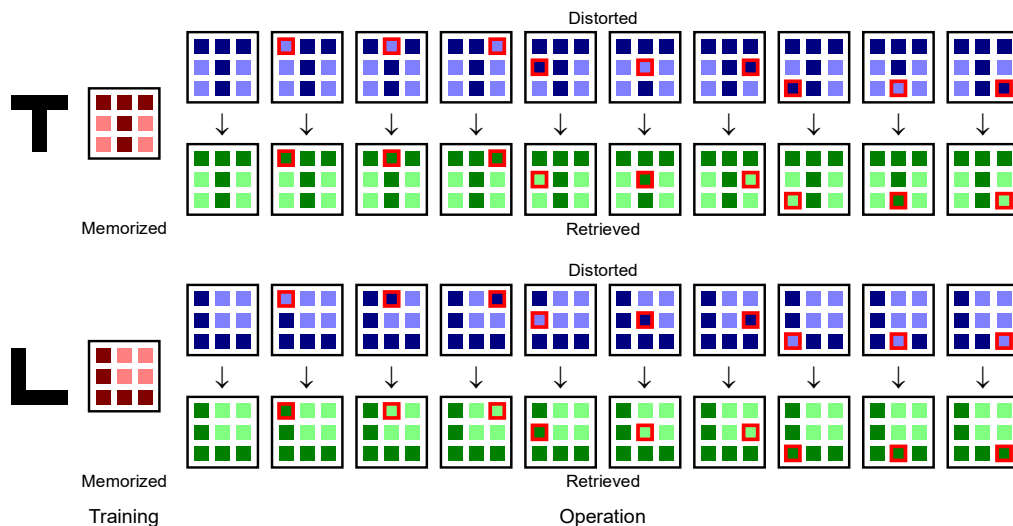 Distorted
Memorized
Retrieved
Distorted
Memorized
Retrieved
Training
Operation